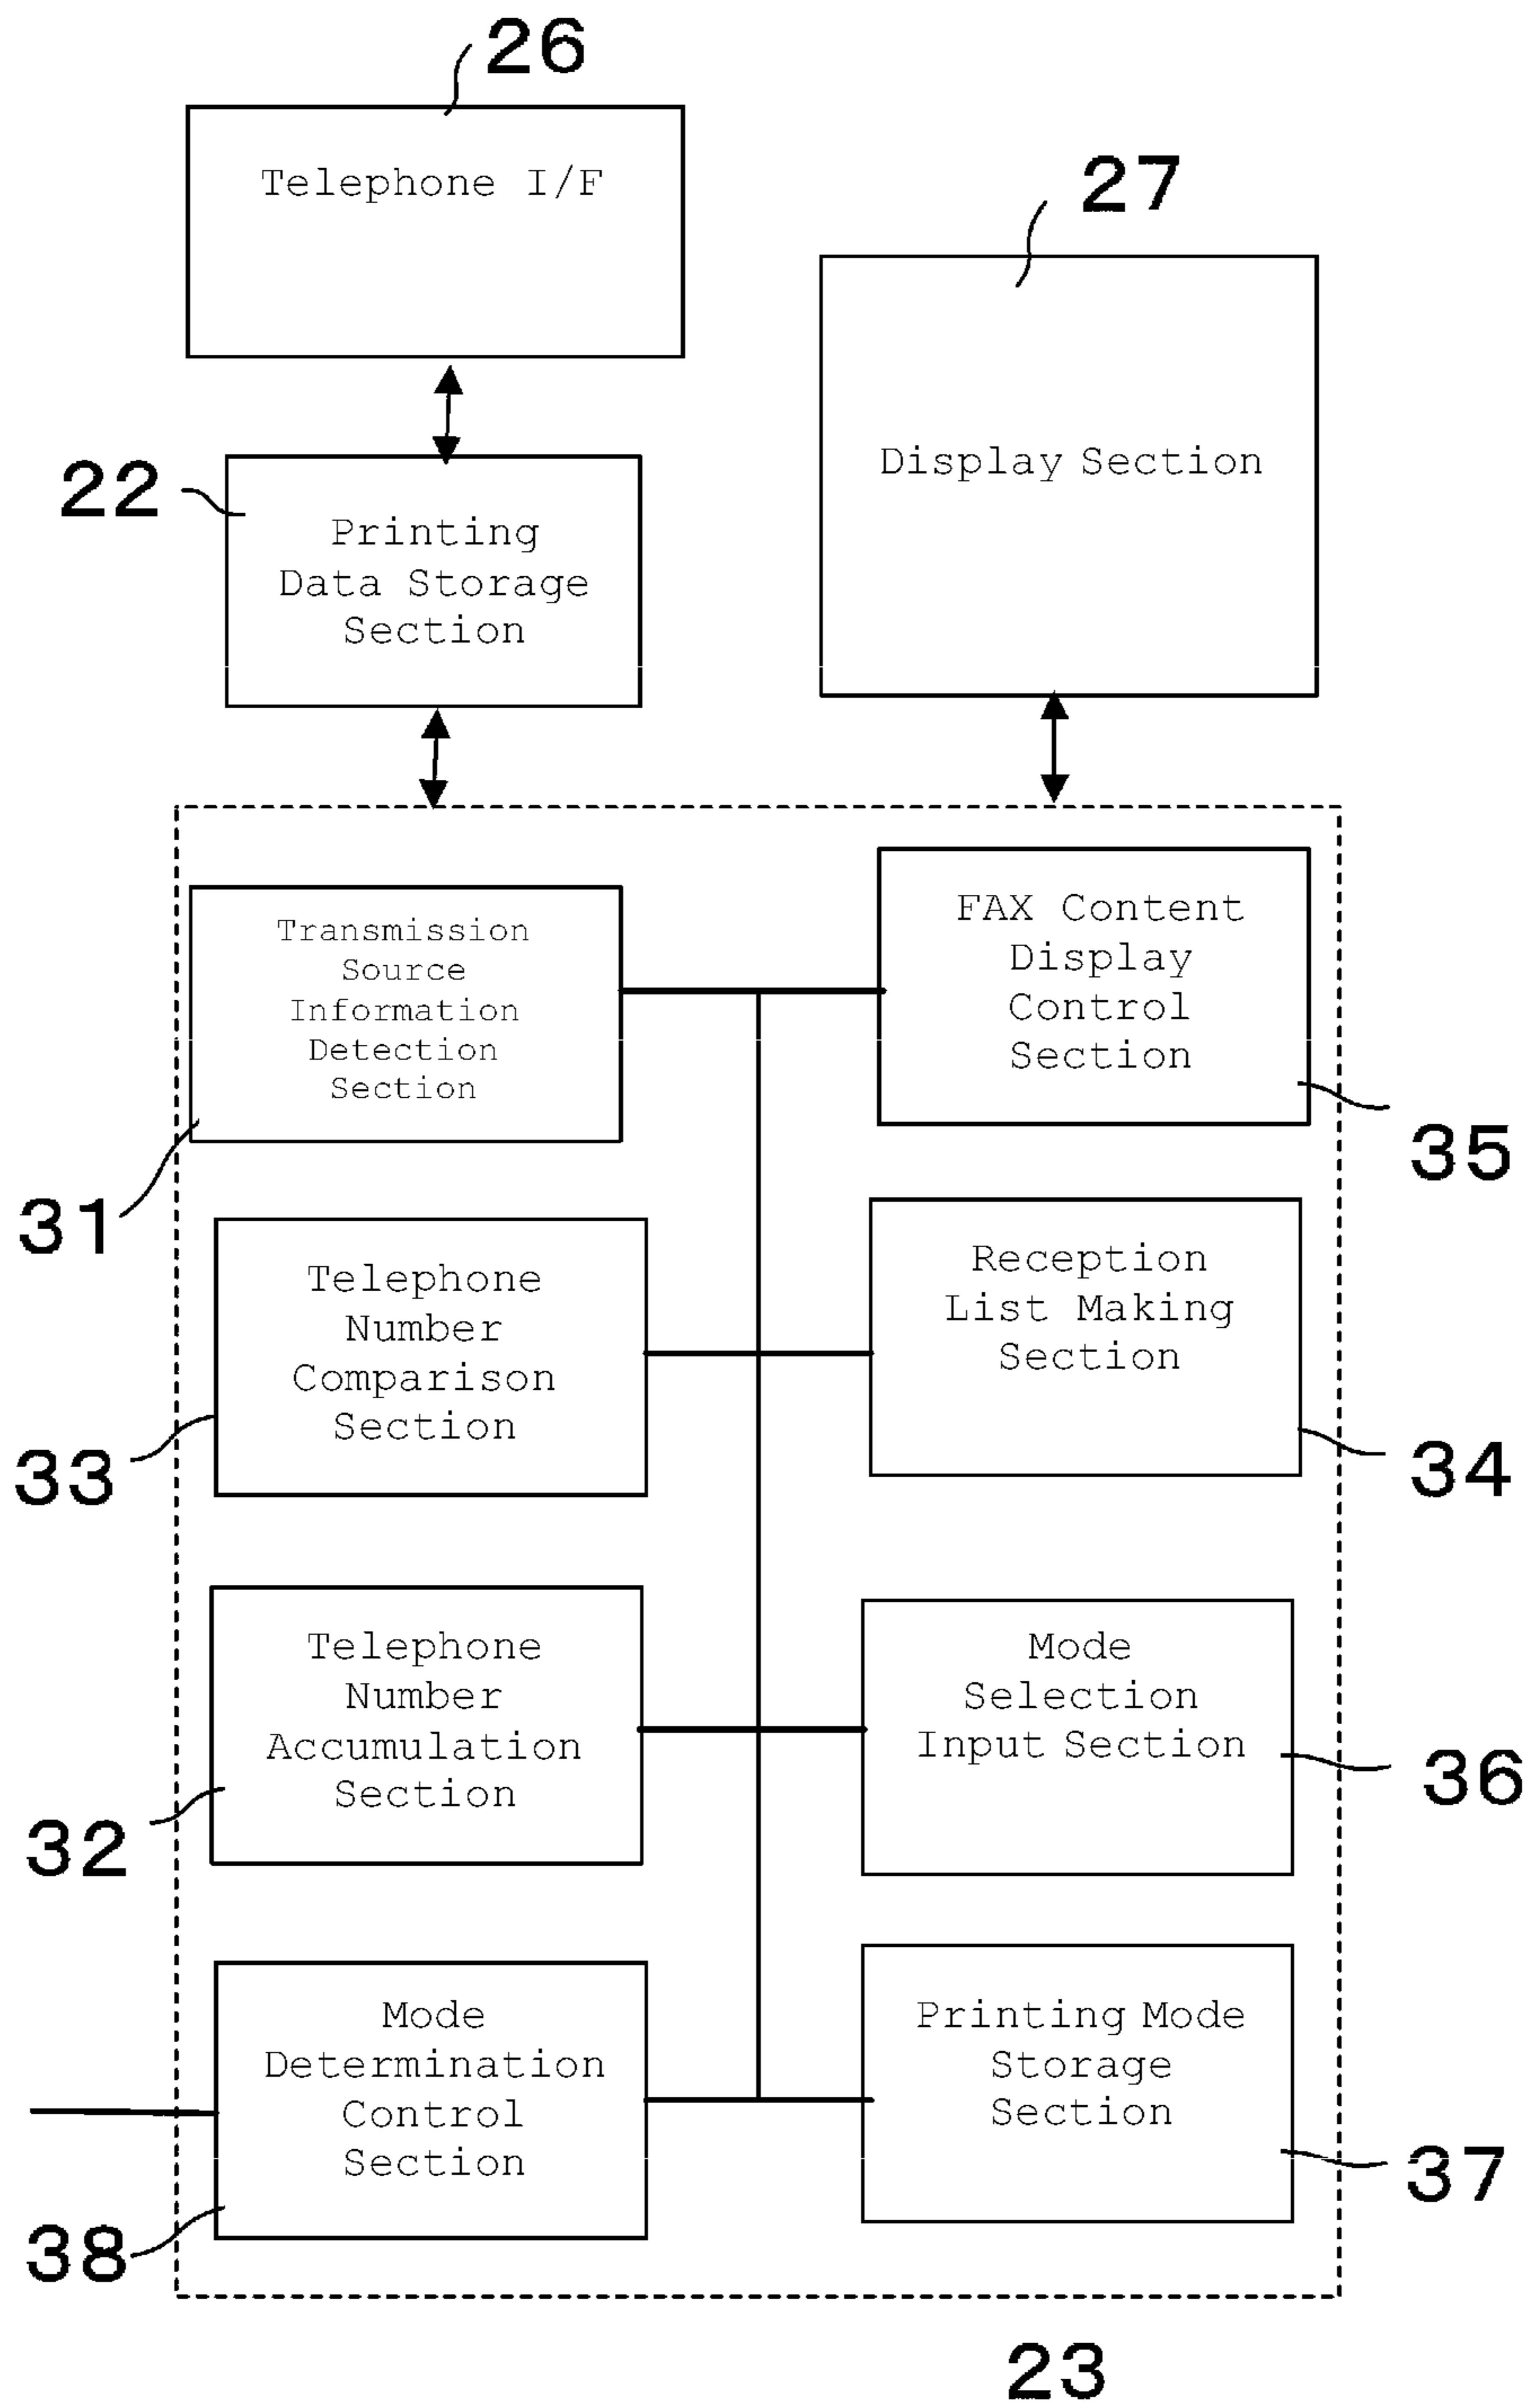 26
Telephone I/F
27
Display Section
22
Printing
Data Storage
Section
Transmission
Source
Information
Detection
Section
31
FAX Content
Display
Control
Section
35
Telephone
Number
Comparison
Section
33
Reception
List Making
Section
34
Telephone
Number
Accumulation
Section
32
Mode
Selection
Input Section
36
Mode
Determination
Control
Section
38
Printing Mode
Storage
Section
37
23